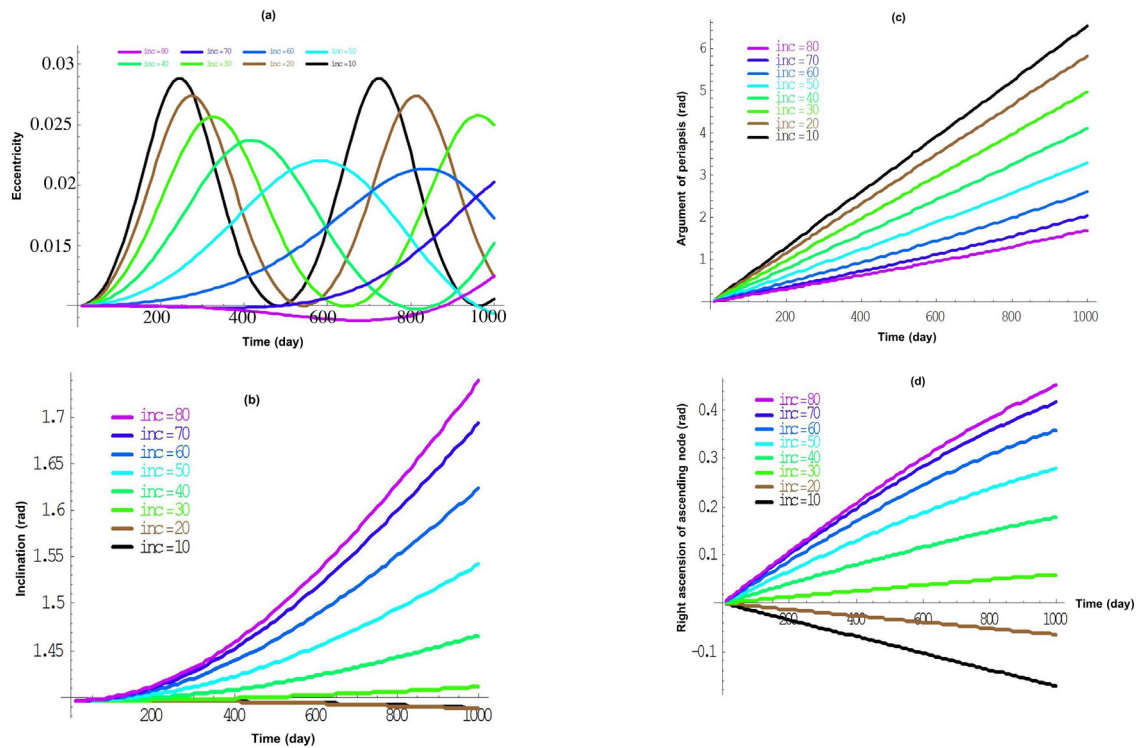 (a)
inc=80 inc=70 inc=60 inc=50
inc=40 inc=30 inc=20 inc=10
0.03
0.025
0.02
0.015
Eccentricity
200 400 600 800 1000
Time (day)
(b)
inc=80
inc=70
inc=60
inc=50
inc=40
inc=30
inc=20
inc=10
1.7
1.65
1.6
1.55
1.5
1.45
Inclination (rad)
200 400 600 800 1000
Time (day)
(c)
inc=80
inc=70
inc=60
inc=50
inc=40
inc=30
inc=20
inc=10
6
5
4
3
2
1
Argument of periapsis (rad)
200 400 600 800 1000
Time (day)
(d)
inc=80
inc=70
inc=60
inc=50
inc=40
inc=30
inc=20
inc=10
0.4
0.3
0.2
0.1
-0.1
Right ascension of ascending node (rad)
200 400 600 800 1000
Time (day)